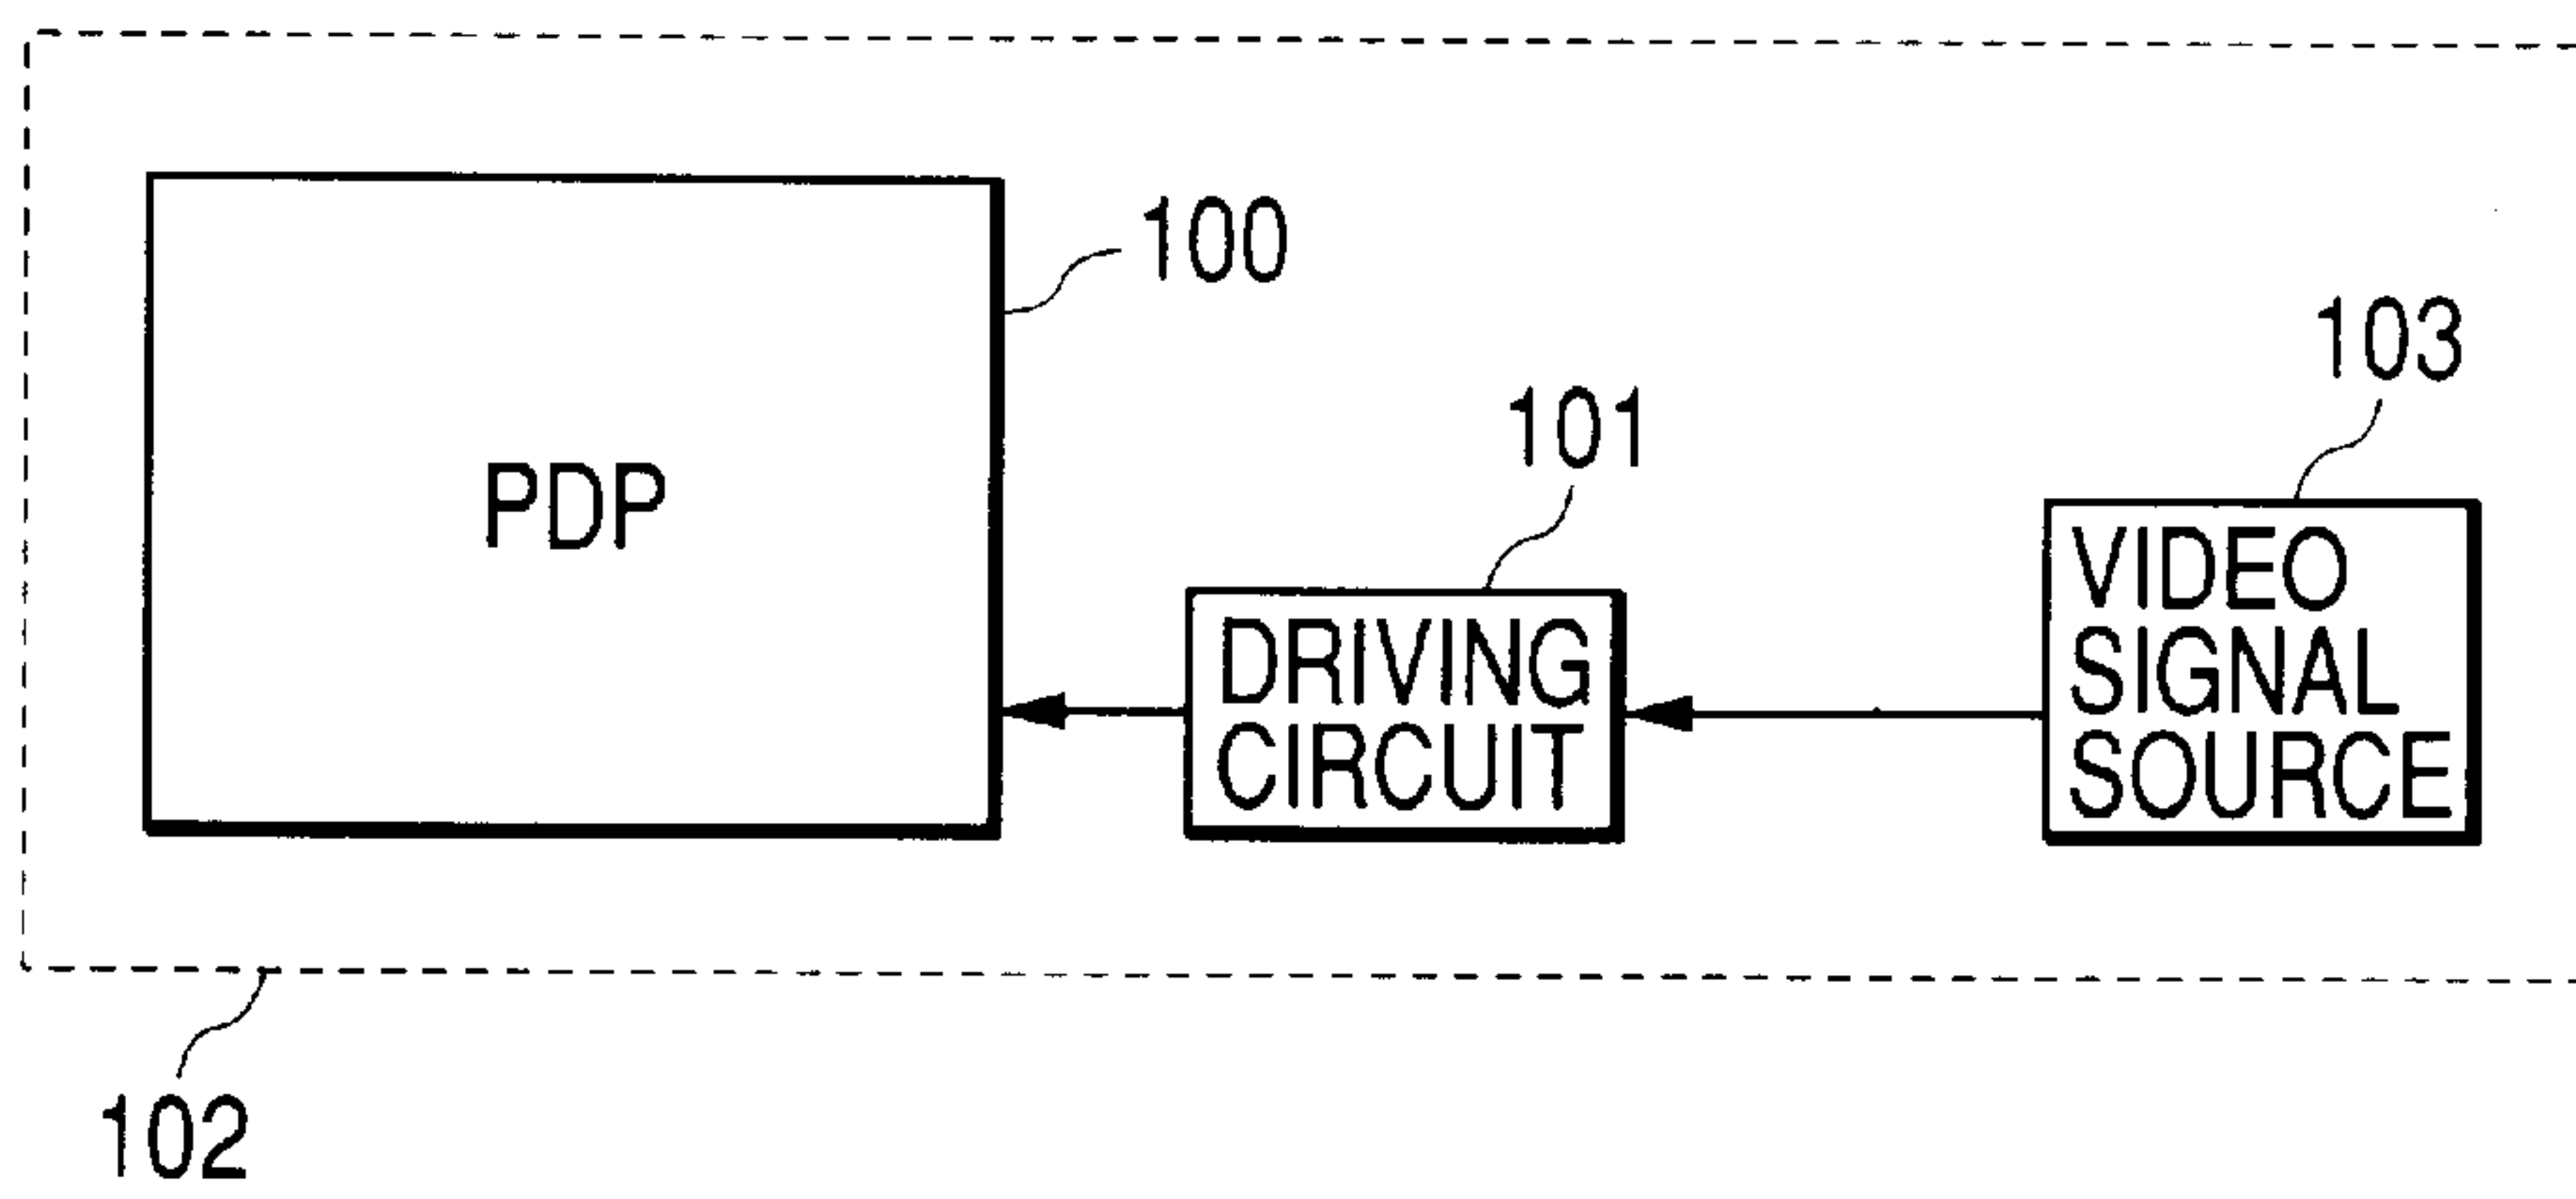 100
103
101
PDP
VIDEO
SIGNAL
SOURCE
DRIVING
CIRCUIT
102